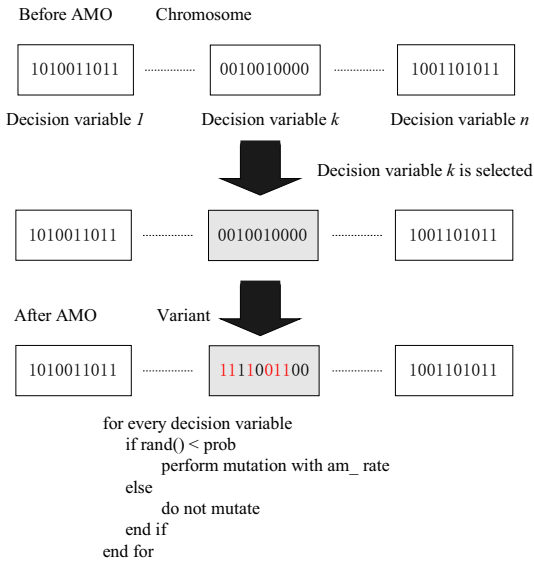 Before AMO Chromosome
1010011011 0010010000 1001101011
Decision variable 1 Decision variable k Decision variable n
Decision variable k is selected
1010011011 0010010000 1001101011
After AMO Variant
1010011011 1111001100 1001101011
for every decision variable
if rand() < prob
perform mutation with am_ rate
else
do not mutate
end if
end for